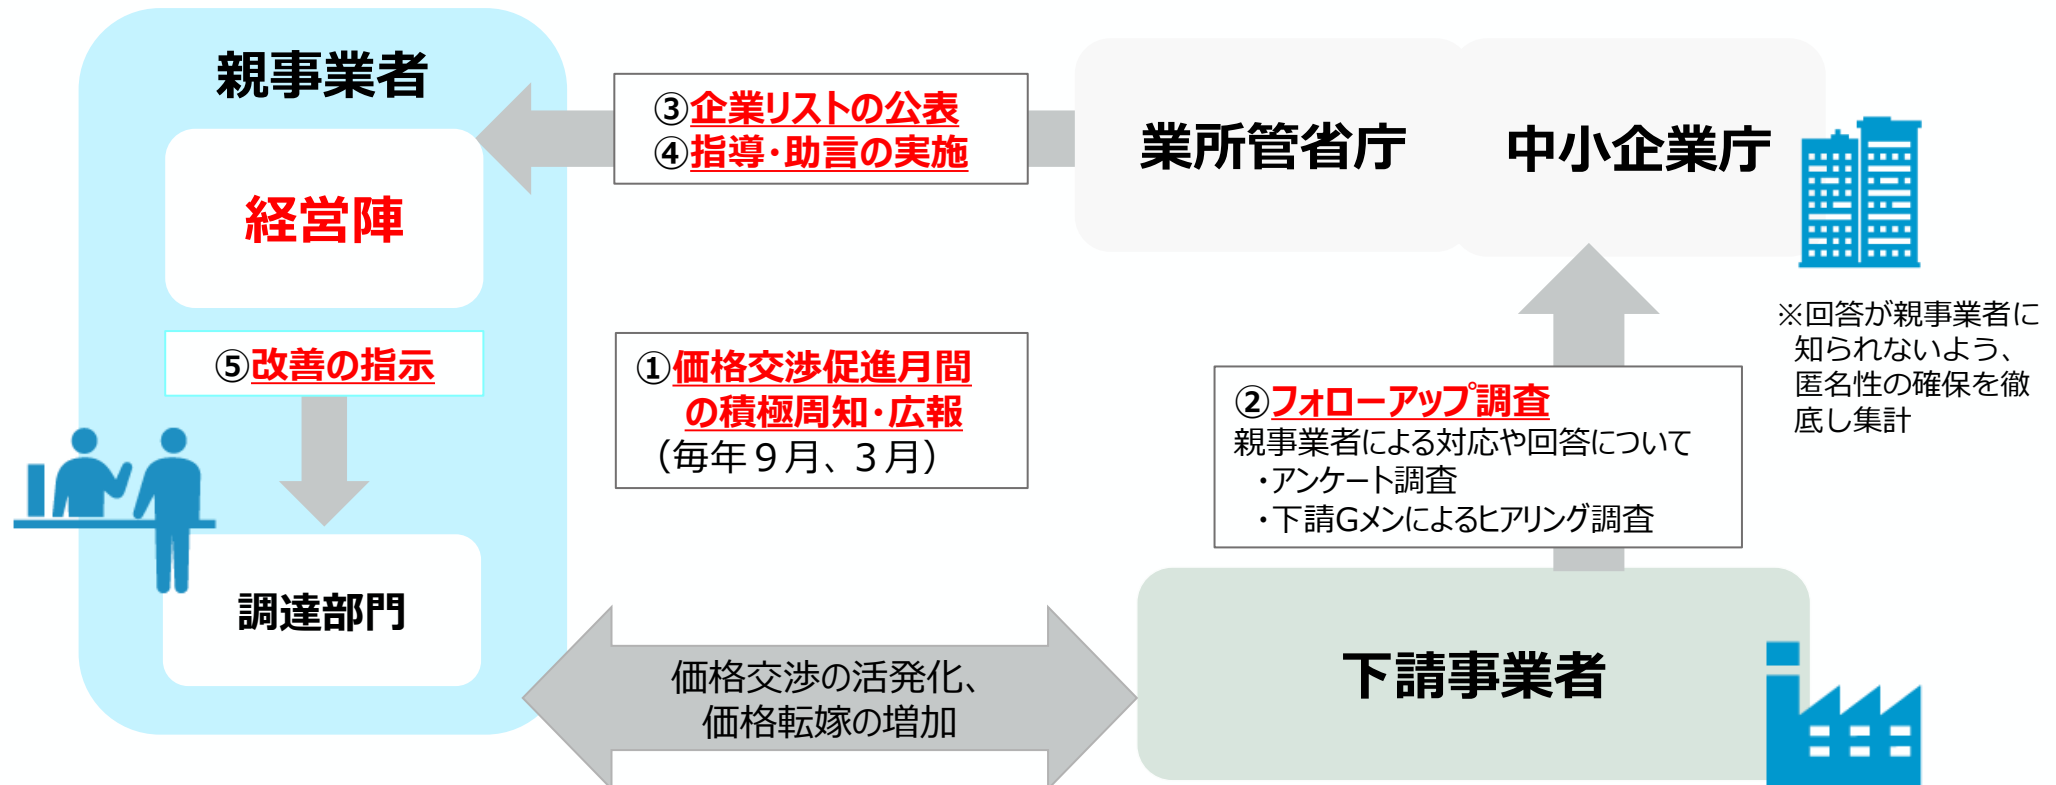 親事業者
経営陣
⑤改善の指示
調達部門
③企業リストの公表
④指導・助言の実施
業所管省庁
中小企業庁
※回答が親事業者に
知られないよう、
匿名性の確保を徹
底し集計
①価格交渉促進月間
の積極周知・広報
（毎年９月、３月）
②フォローアップ調査
親事業者による対応や回答について
・アンケート調査
・下請Gメンによるヒアリング調査
価格交渉の活発化、
価格転嫁の増加
下請事業者